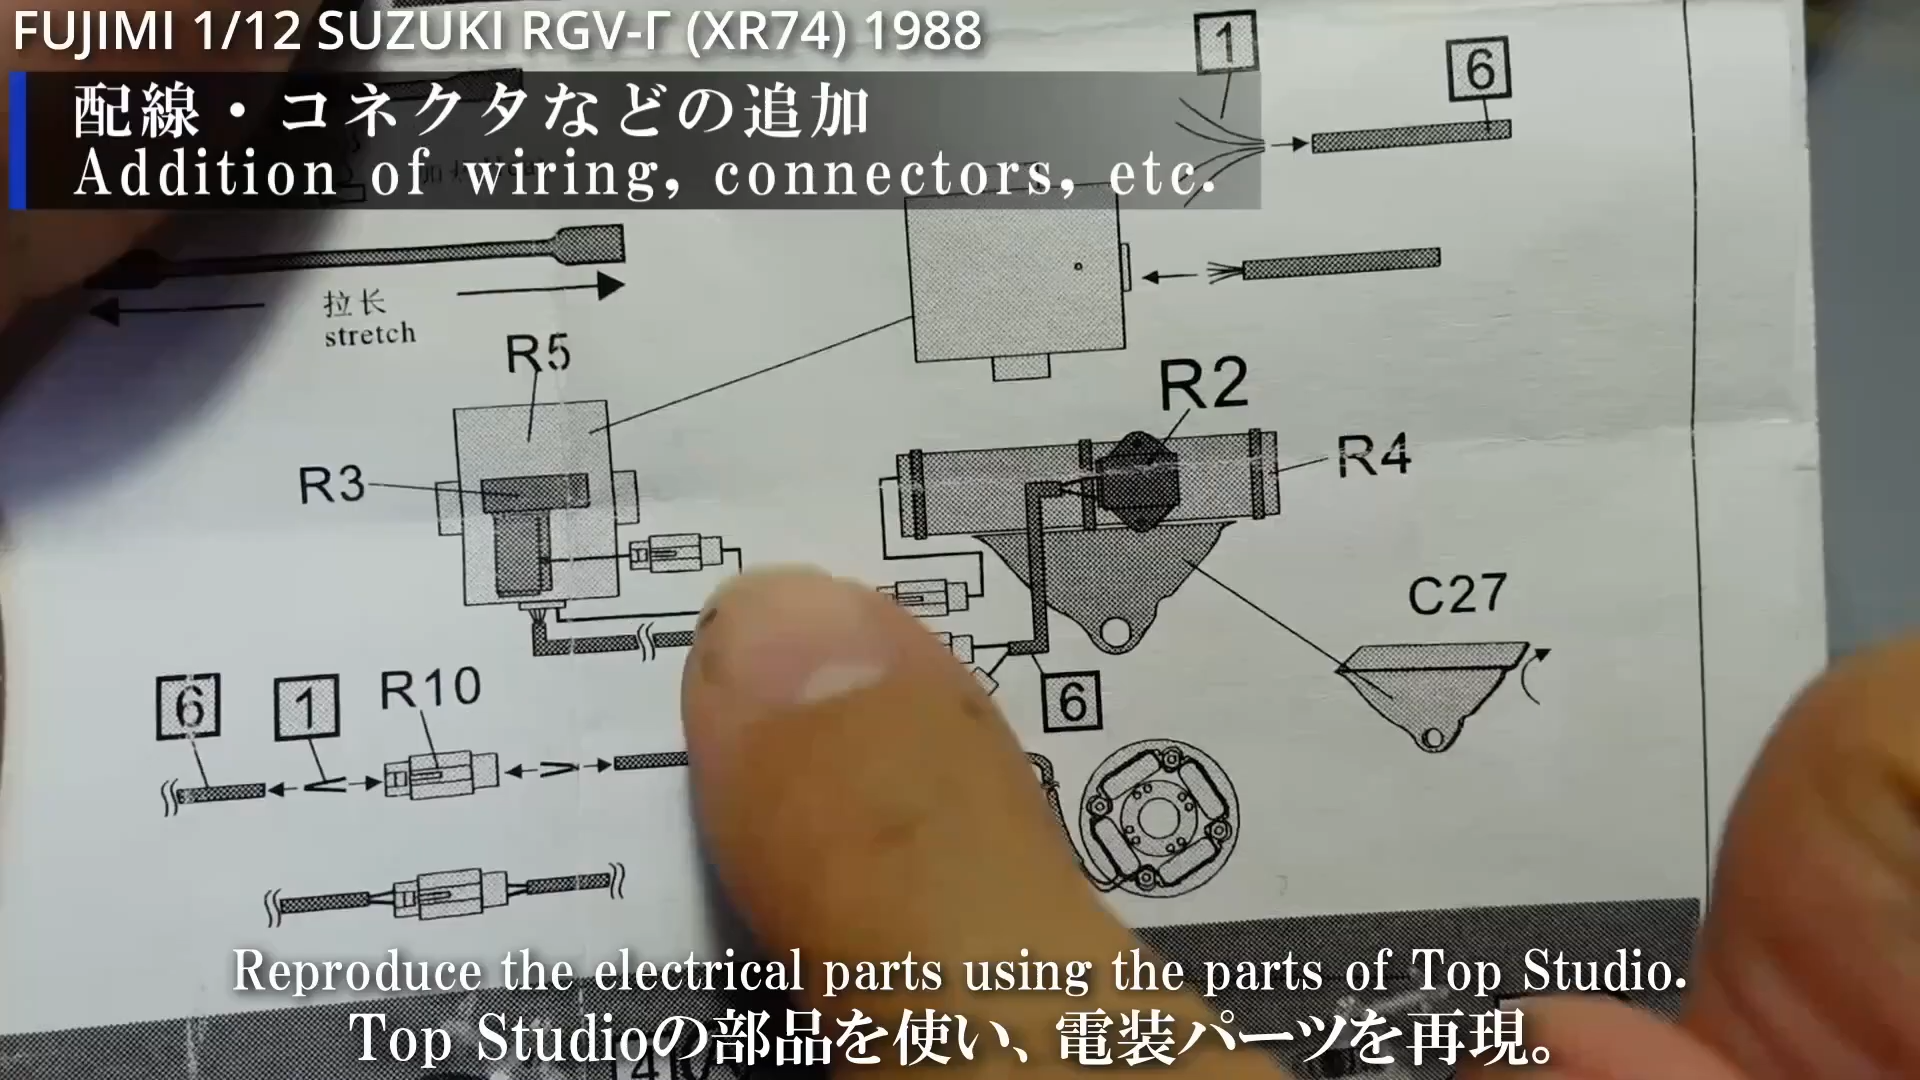 FUJIMI 1/12 SUZUKI RGV-Γ (XR74) 1988
配線・コネクタなどの追加
Addition of wiring, connectors, etc.
1
6
拉长
stretch
R5
R2
R3
R4
C27
6
1
R10
6
Reproduce the electrical parts using the parts of Top Studio.
Top Studioの部品を使い、電装パーツを再現。